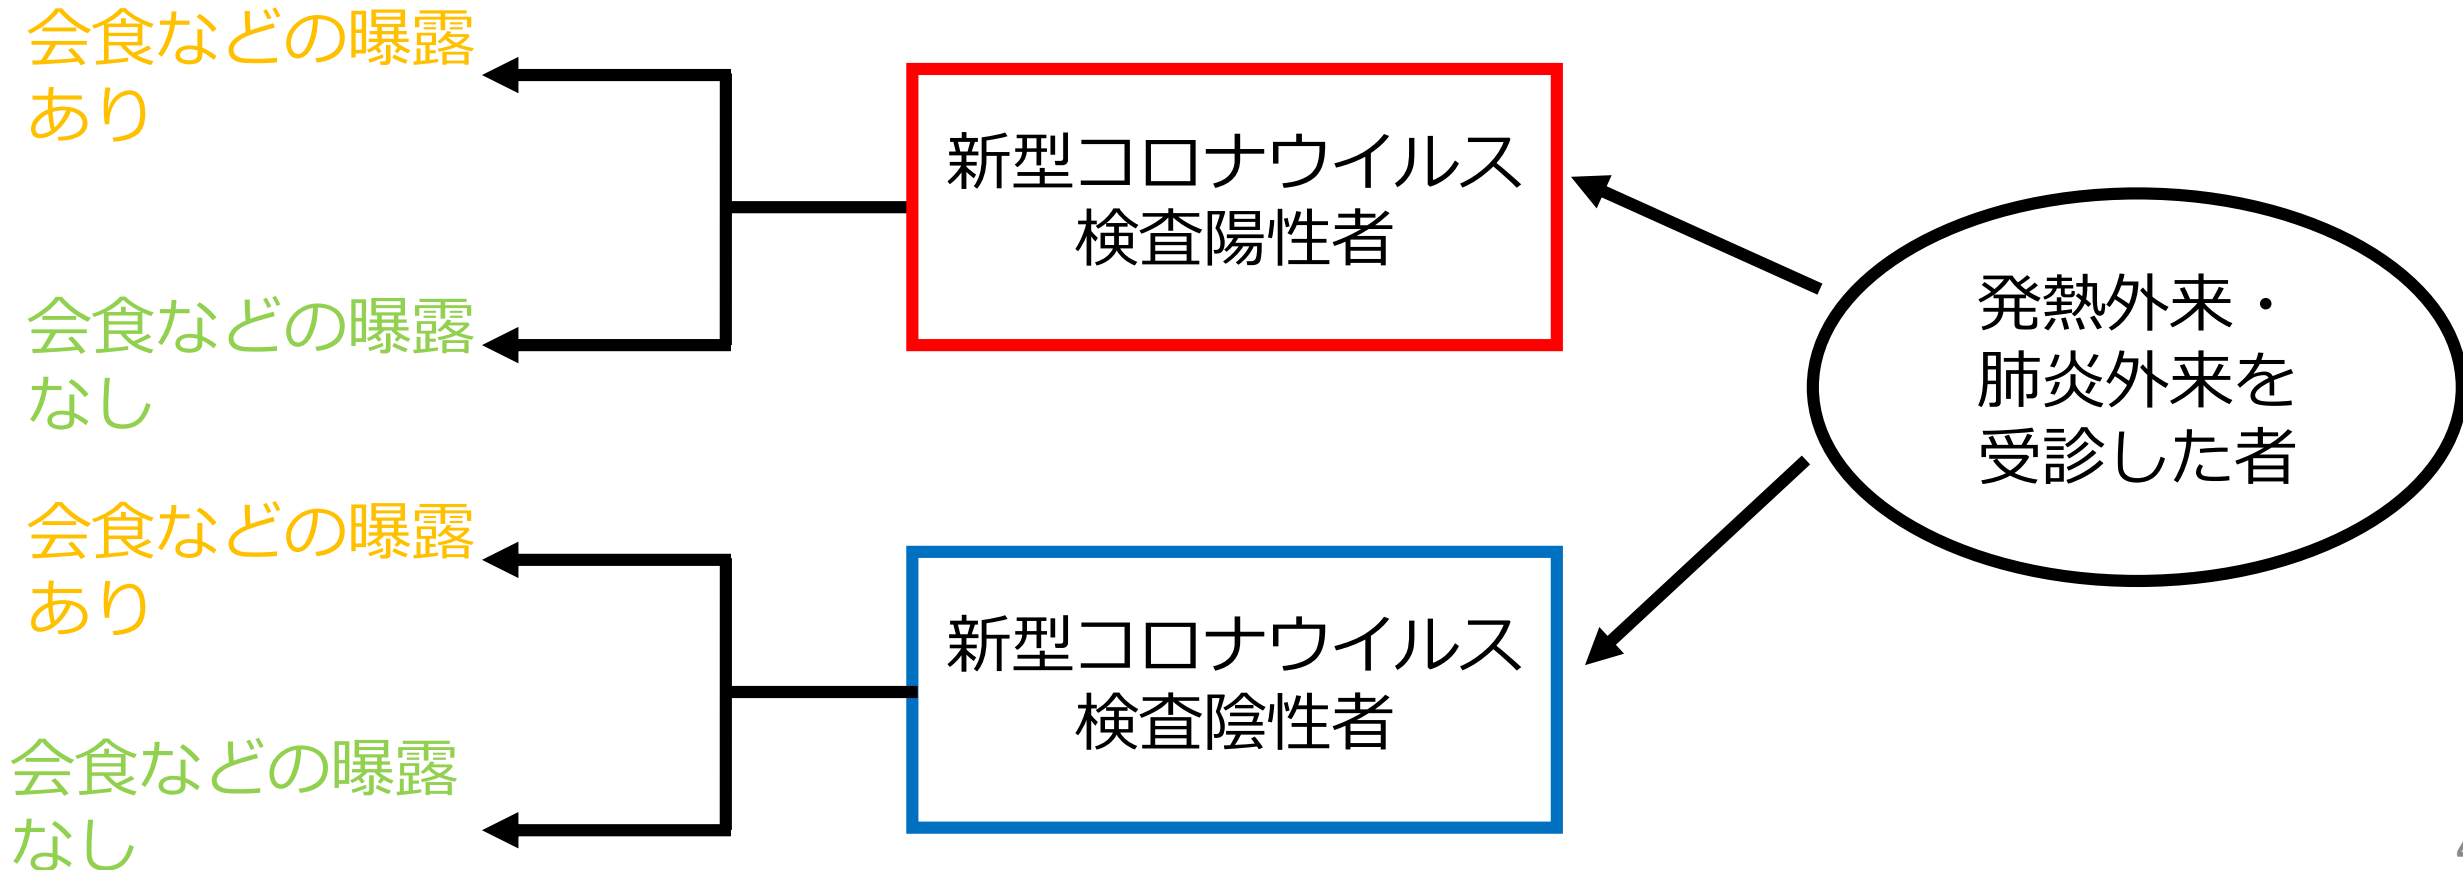 会食などの曝露
あり
会食などの曝露
なし
会食などの曝露
あり
会食などの曝露
なし
新型コロナウイルス
検査陽性者
新型コロナウイルス
検査陰性者
発熱外来・
肺炎外来を
受診した者